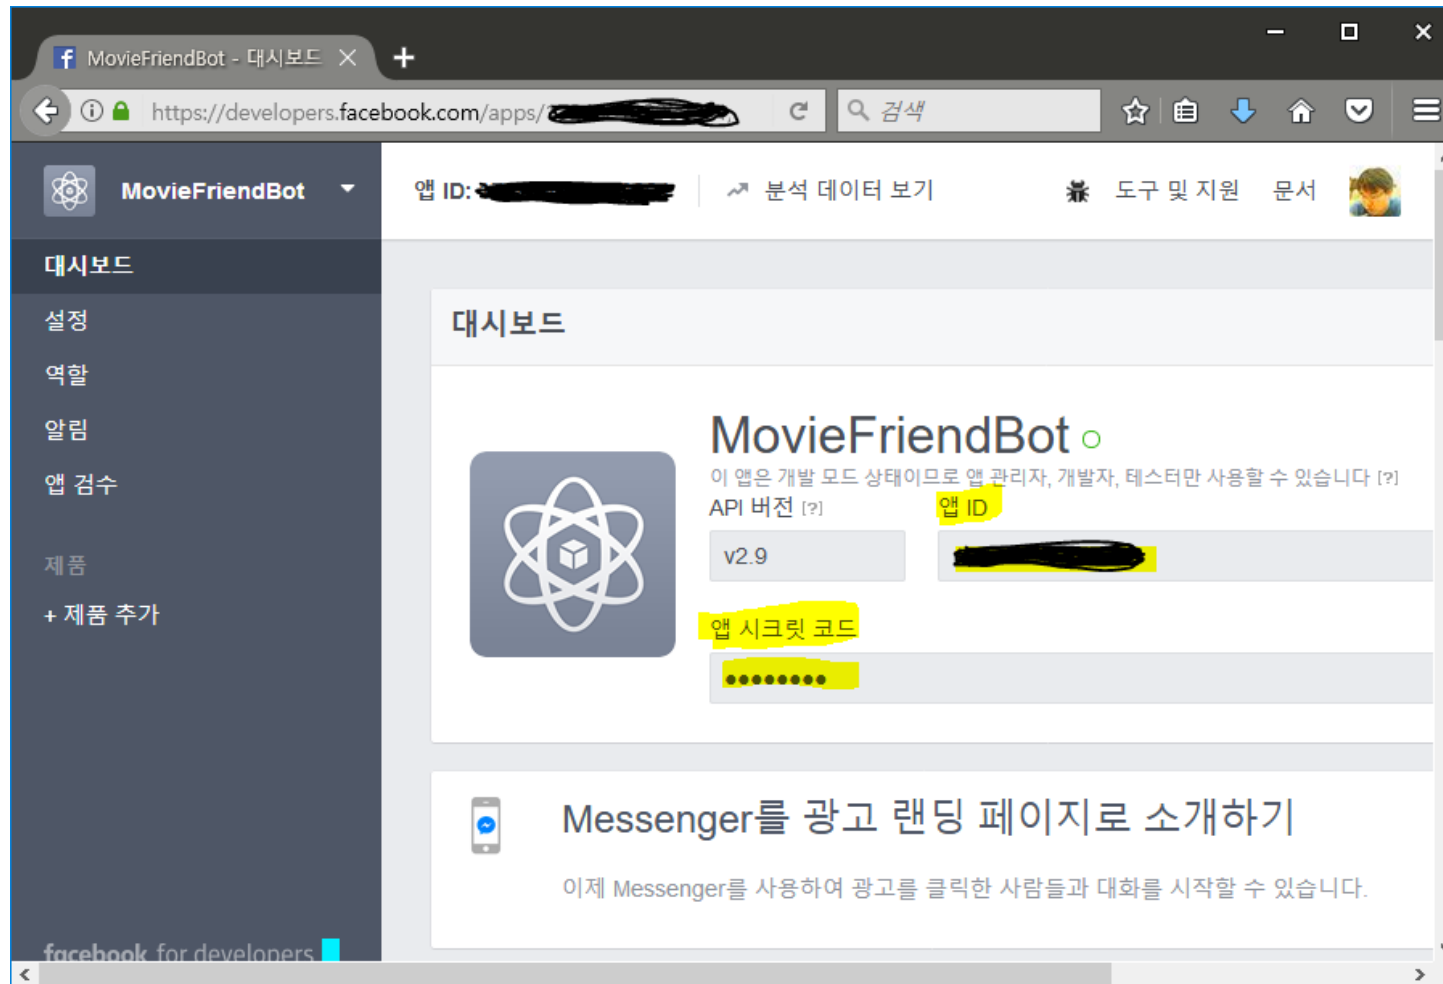 MovieFriendBot - 대시보드
https://developers.facebook.com/apps/
검색
MovieFriendBot
앱 ID:
분석 데이터 보기
도구 및 지원
문서
대시보드
설정
역할
알림
앱 검수
제품
+ 제품 추가
facebook for developers
대시보드
MovieFriendBot
이 앱은 개발 모드 상태이므로 앱 관리자, 개발자, 테스터만 사용할 수 있습니다 [?]
API 버전 [?]
앱 ID
v2.9
앱 시크릿 코드
●●●●●●●●
Messenger를 광고 랜딩 페이지로 소개하기
이제 Messenger를 사용하여 광고를 클릭한 사람들과 대화를 시작할 수 있습니다.